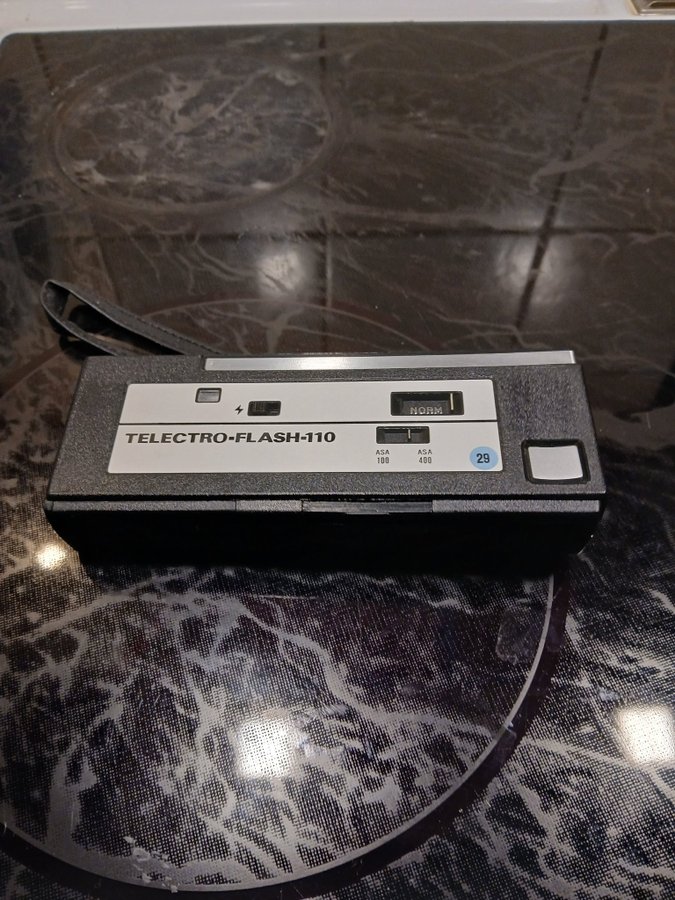 NORM
TELECTRO-FLASH-110
ASA ASA
100 400
29